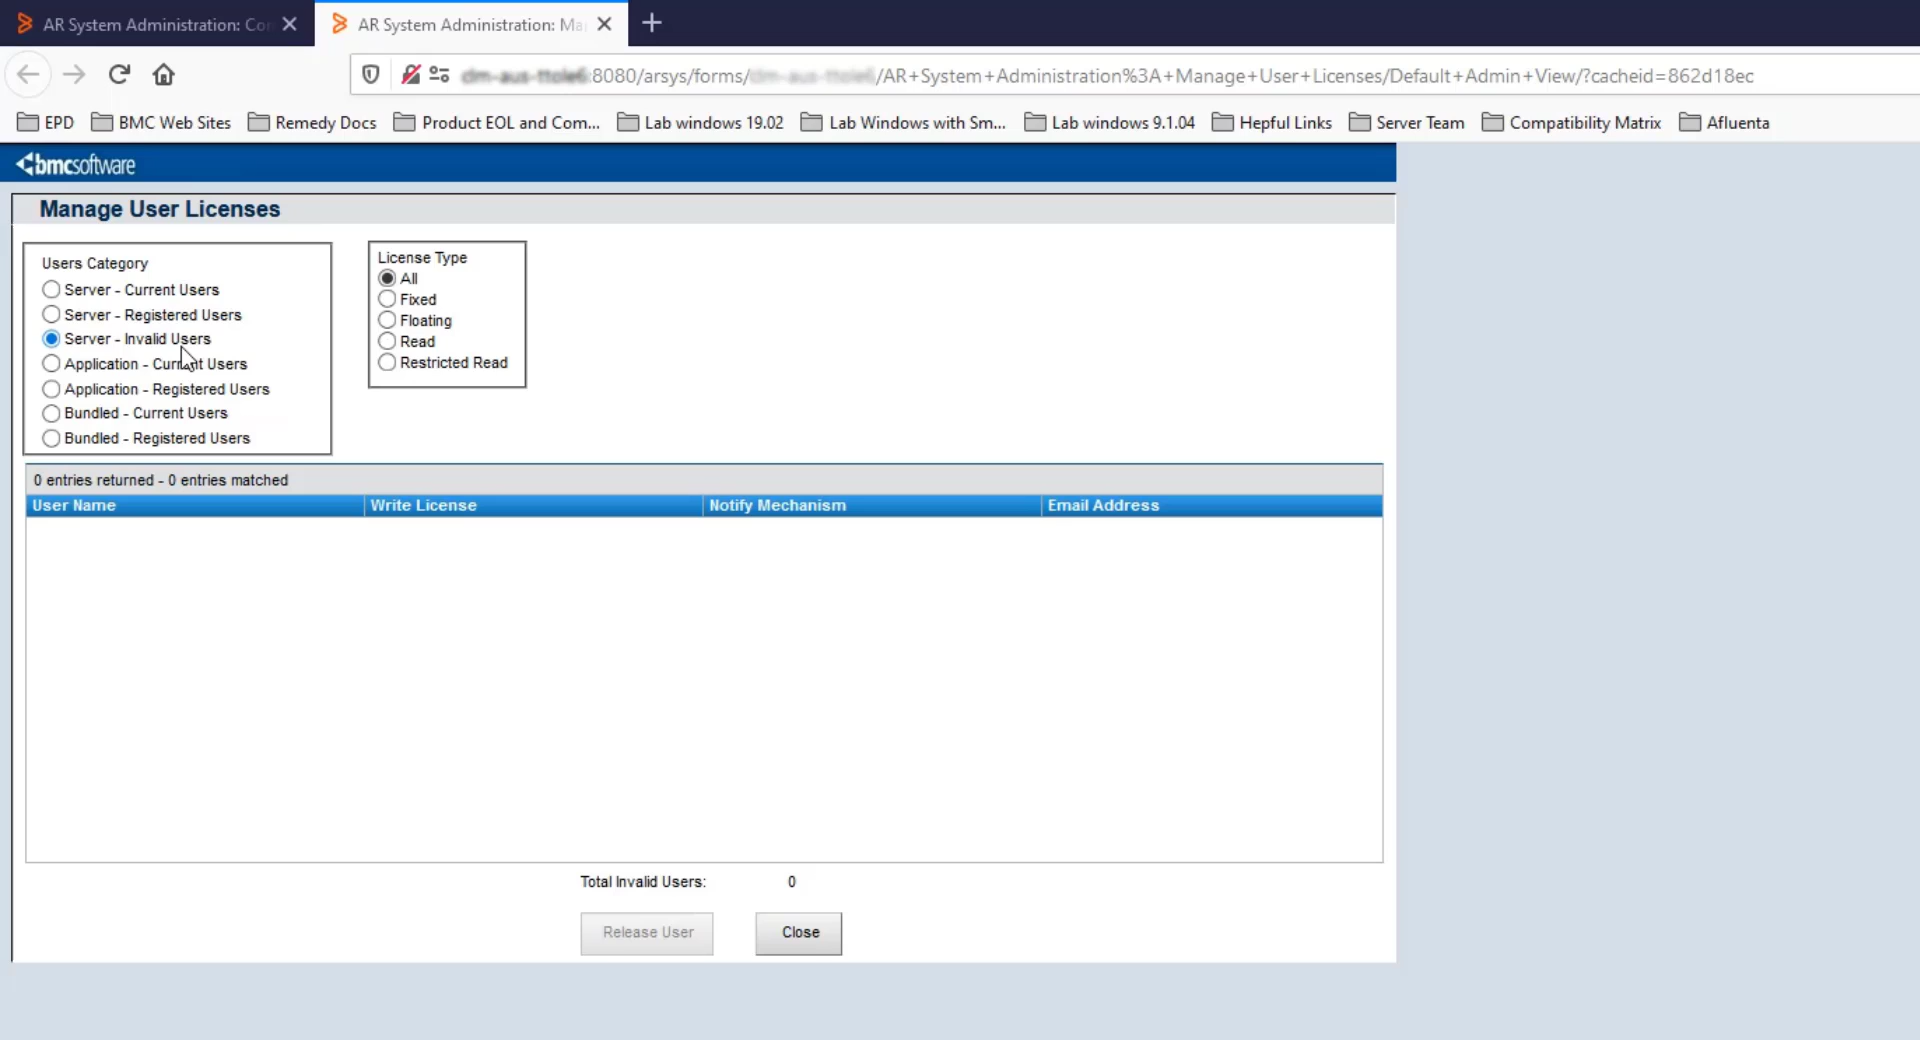 AR System Administration: Co
AR System Administration: Ma
:8080/arsys/forms/ /AR+System+Administration%3A+Manage+User+Licenses/Default+Admin+View/?cacheid=862d18ec
EPD BMC Web Sites Remedy Docs Product EOL and Com... Lab windows 19.02 Lab Windows with Sm... Lab windows 9.1.04 Hepful Links Server Team Compatibility Matrix Afluenta
bmcsoftware
Manage User Licenses
Users Category
Server - Current Users
Server - Registered Users
Server - Invalid Users
Application - Current Users
Application - Registered Users
Bundled - Current Users
Bundled - Registered Users
License Type
All
Fixed
Floating
Read
Restricted Read
0 entries returned - 0 entries matched
User Name Write License Notify Mechanism Email Address
Total Invalid Users: 0
Release User Close